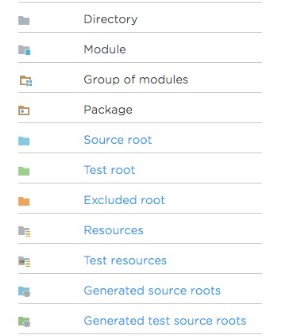 Directory
Module
Group of modules
Package
Source root
Test root
Excluded root
Resources
Test resources
Generated source roots
Generated test source roots